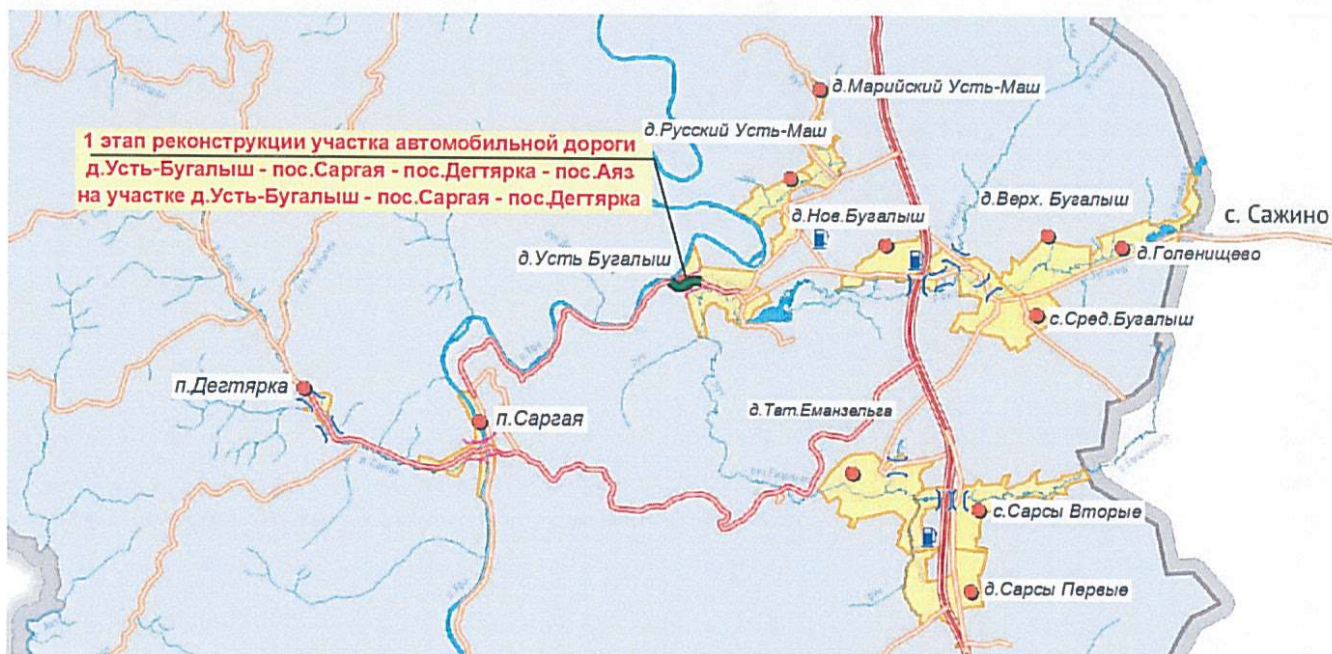 д.Марийский Усть-Маш
д.Русский Усть-Маш
1 этап реконструкции участка автомобильной дороги
д.Усть-Бугалыш - пос.Саргая - пос.Дегтярка - пос.Аяз
на участке д.Усть-Бугалыш - пос.Саргая - пос.Дегтярка
д.Нов.Бугалыш
д.Верх. Бугалыш
с. Сажино
д.Голенищево
д.Усть Бугалыш
с.Сред.Бугалыш
п.Дегтярка
п.Саргая
д.Тат.Еманзельга
с.Сарсы Вторые
д.Сарсы Первые